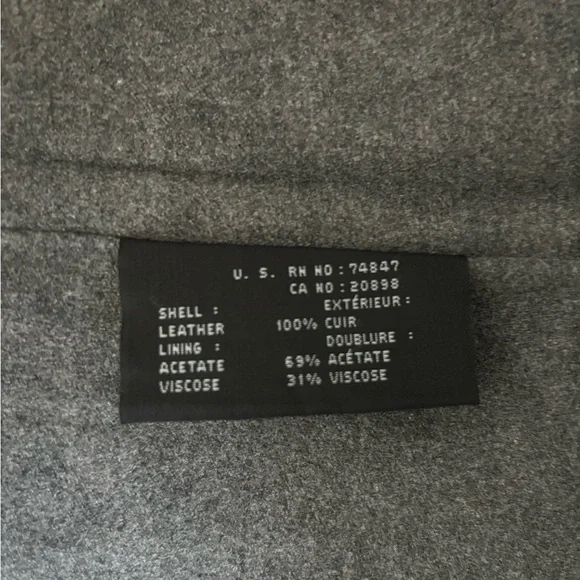 U. S. RN NO : 74847
CA NO : 20898
SHELL : EXTÉRIEUR :
LEATHER 100% CUIR
LINING : DOUBLURE :
ACETATE 69% ACÉTATE
VISCOSE 31% VISCOSE